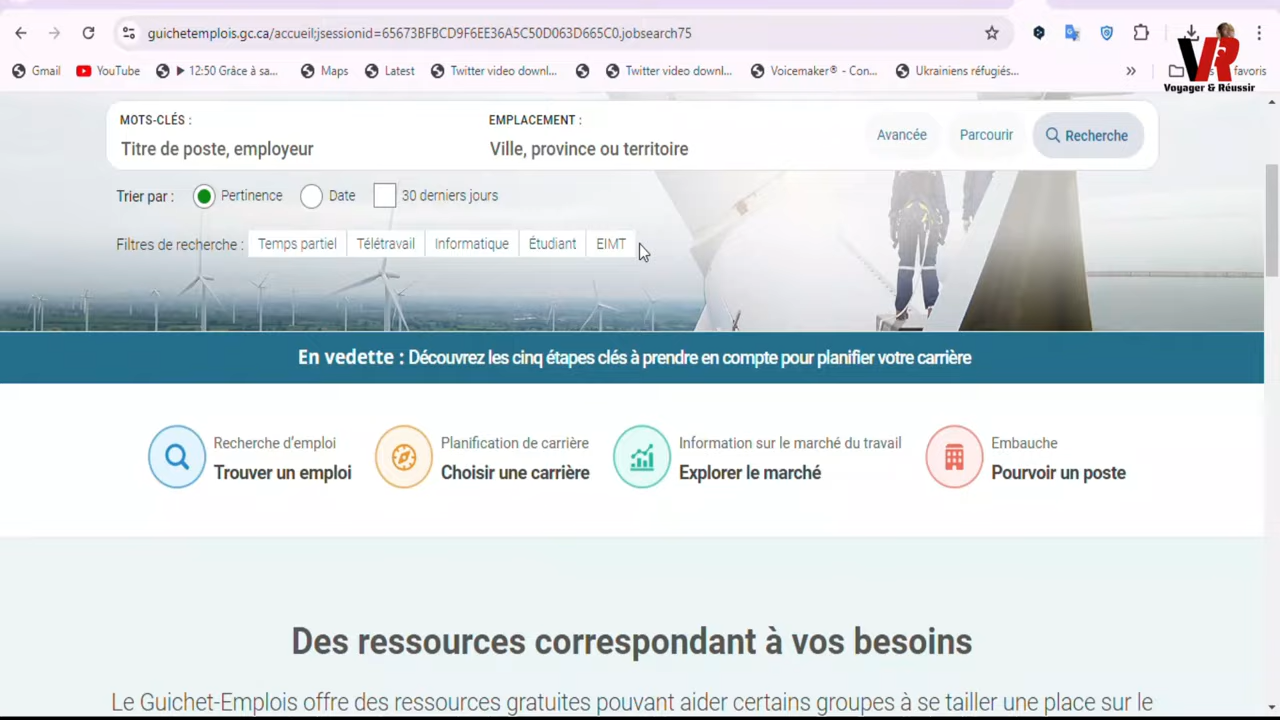 guichetemplois.gc.ca/accueil;jsessionid=65673BFBCD9F6EE36A5C50D063D665C0.jobsearch75
Gmail YouTube ▶ 12:50 Grâce à sa... Maps Latest Twitter video downl... Twitter video downl... Voicemaker® - Con... Ukrainiens réfugiés... » favoris
VR
Voyager & Réussir
MOTS-CLÉS : EMPLACEMENT :
Titre de poste, employeur Ville, province ou territoire Avancée Parcourir Recherche
Trier par : Pertinence Date 30 derniers jours
Filtres de recherche : Temps partiel Télétravail Informatique Étudiant EIMT
En vedette : Découvrez les cinq étapes clés à prendre en compte pour planifier votre carrière
Recherche d'emploi Planification de carrière Information sur le marché du travail Embauche
Trouver un emploi Choisir une carrière Explorer le marché Pourvoir un poste
Des ressources correspondant à vos besoins
Le Guichet-Emplois offre des ressources gratuites pouvant aider certains groupes à se tailler une place sur le